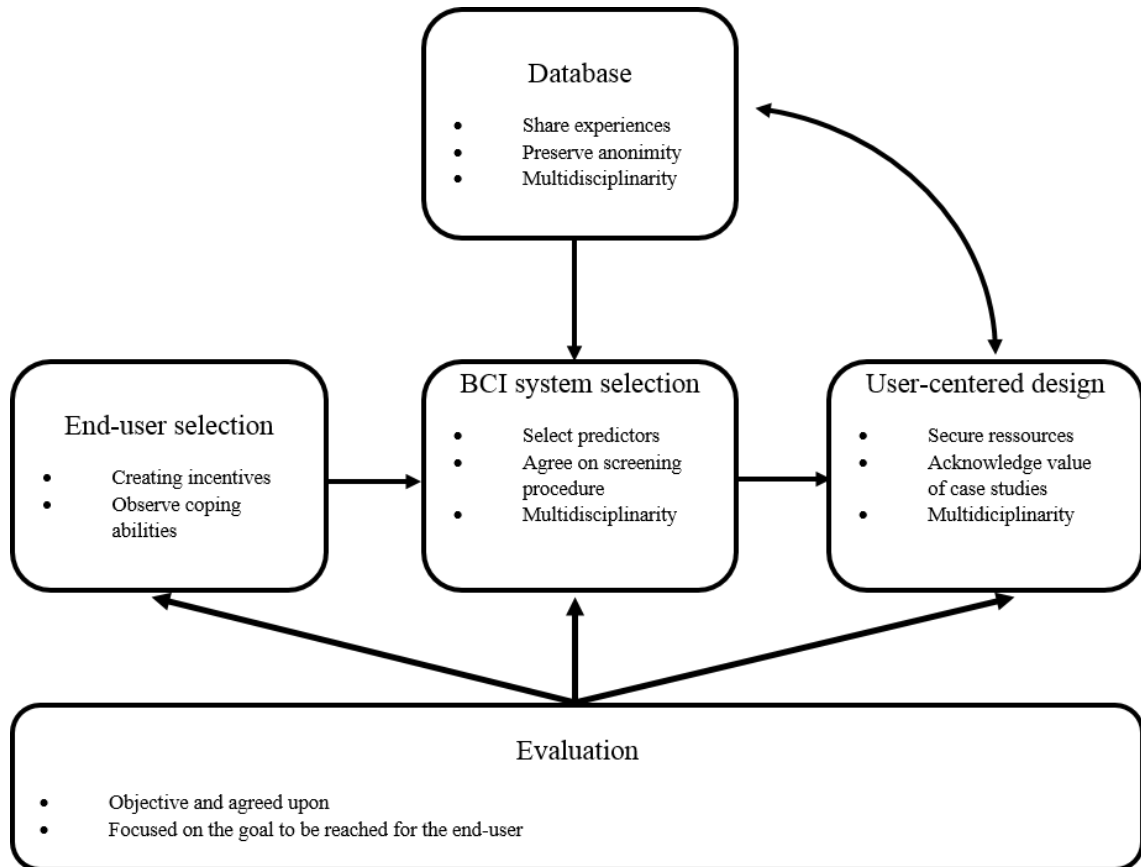 Database
• Share experiences
• Preserve anonimity
• Multidisciplinarity
End-user selection
• Creating incentives
• Observe coping
abilities
BCI system selection
• Select predictors
• Agree on screening
procedure
• Multidisciplinarity
User-centered design
• Secure ressources
• Acknowledge value
of case studies
• Multidiciplinarity
Evaluation
• Objective and agreed upon
• Focused on the goal to be reached for the end-user